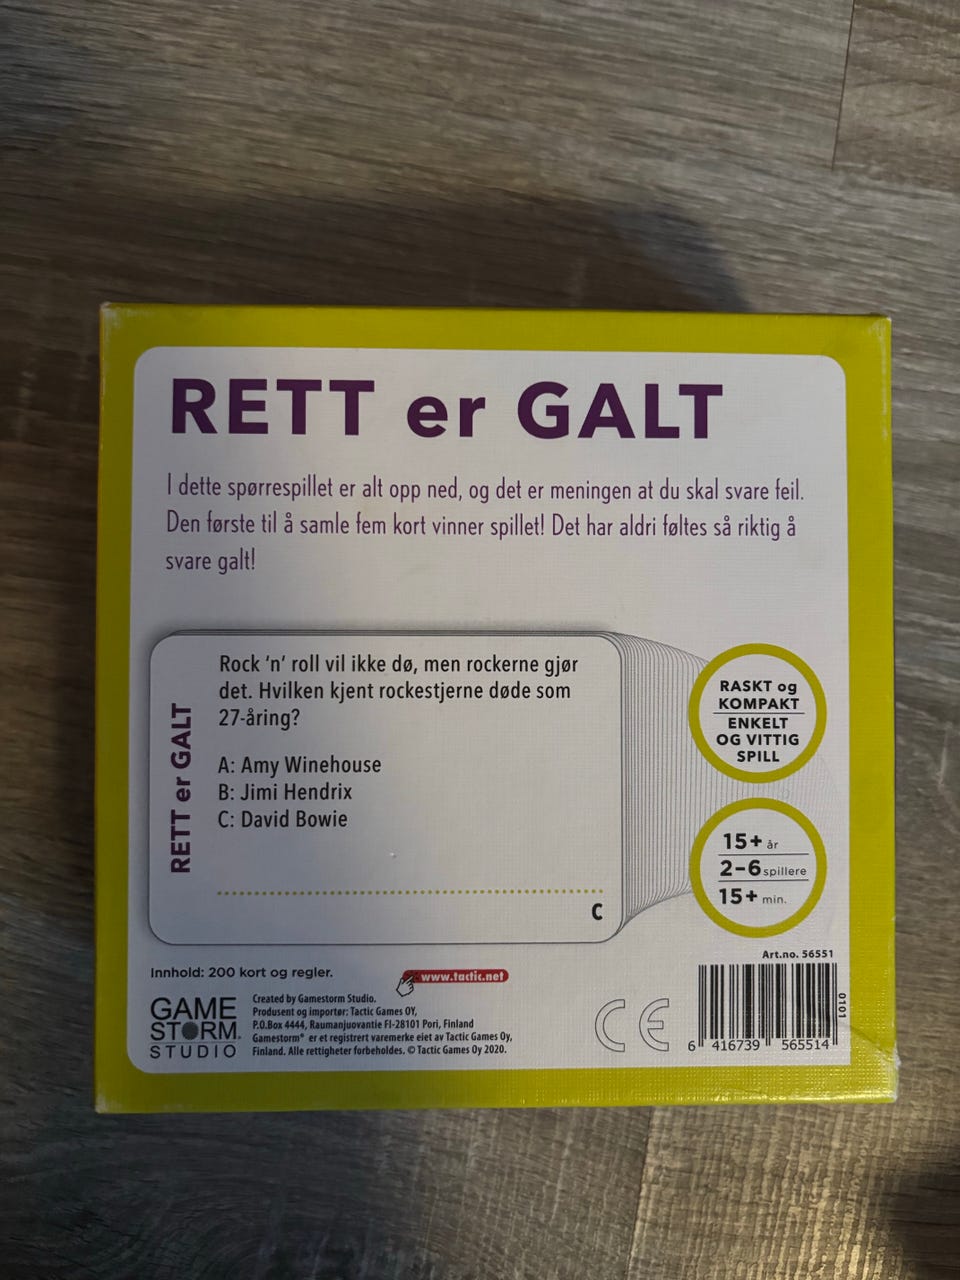 RETT er GALT
I dette spørrespillet er alt opp ned, og det er meningen at du skal svare feil.
Den første til å samle fem kort vinner spillet! Det har aldri føltes så riktig å
svare galt!
RETT er GALT
Rock ‘n’ roll vil ikke dø, men rockerne gjør
det. Hvilken kjent rockestjerne døde som
27-åring?
A: Amy Winehouse
B: Jimi Hendrix
C: David Bowie
C
RASKT og
KOMPAKT
ENKELT
OG VITTIG
SPILL
15+ år
2–6 spillere
15+ min.
Innhold: 200 kort og regler.
www.tactic.net
GAME
STORM
STUDIO
Created by Gamestorm Studio.
Produsent og importør: Tactic Games OY,
P.O.Box 4444, Raumanjuovantie FI-28101 Pori, Finland
Gamestorm® er et registrert varemerke eiet av Tactic Games Oy,
Finland. Alle rettigheter forbeholdes. © Tactic Games Oy 2020.
CE
Art.no. 56551
0101
6 416739 565514